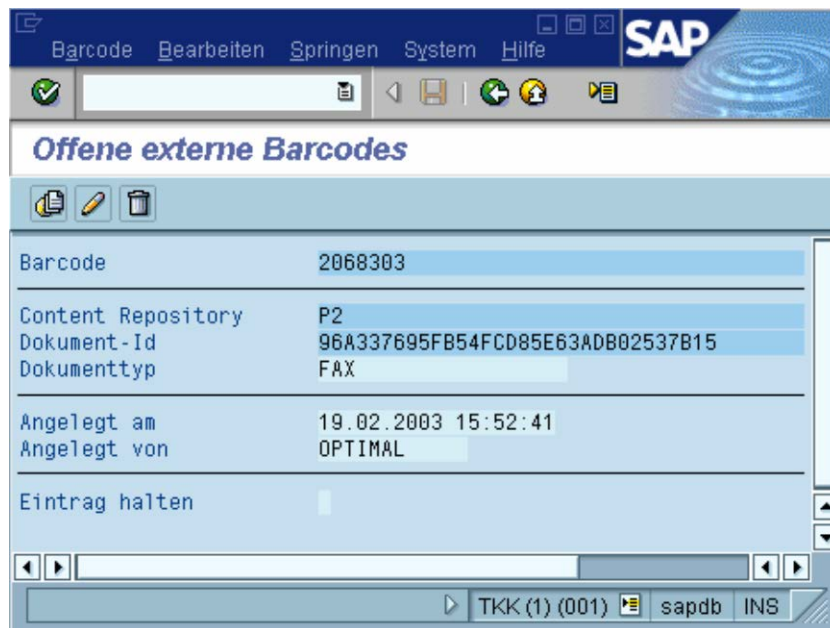 SAP
Barcode Bearbeiten Springen System Hilfe
Offene externe Barcodes
Barcode 2068303
Content Repository P2
Dokument-Id 96A337695FB54FCD85E63ADB02537B15
Dokumenttyp FAX
Angelegt am 19.02.2003 15:52:41
Angelegt von OPTIMAL
Eintrag halten
TKK (1) (001) sapdb INS